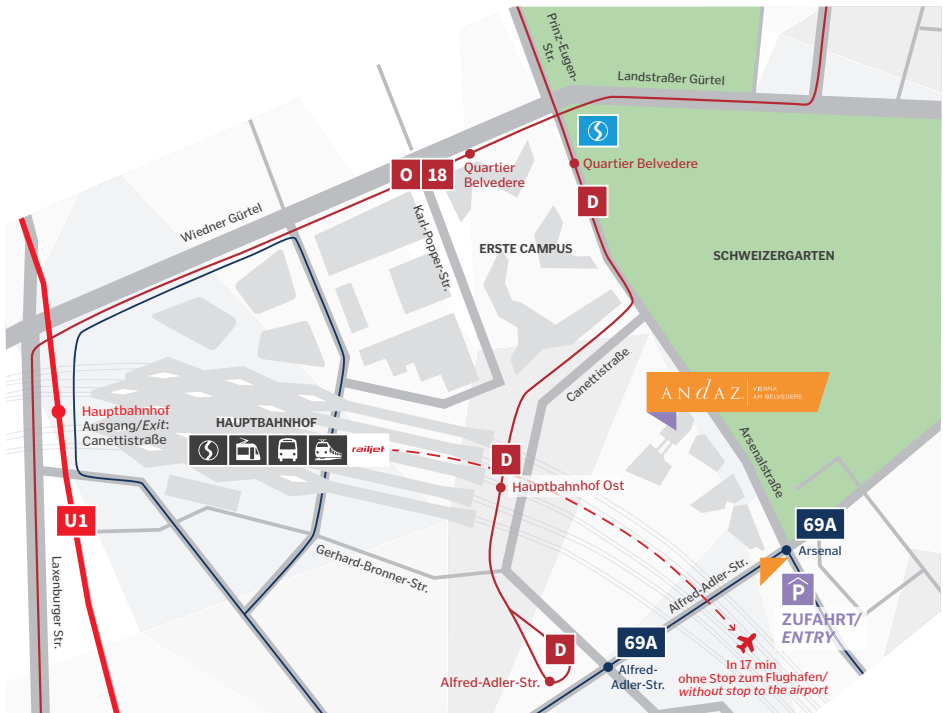 Prinz-Eugen-
Str.
Landstraßer Gürtel
Quartier Belvedere
O 18
Quartier
Belvedere
D
Wiedner Gürtel
Karl-Popper-Str.
ERSTE CAMPUS
SCHWEIZERGARTEN
Canettistraße
ANdAZ
VIENNA
AM BELVEDERE
Hauptbahnhof
Ausgang/Exit:
Canettistraße
HAUPTBAHNHOF
railjet
Arsenalstraße
D
Hauptbahnhof Ost
U1
69A
Arsenal
Laxenburger Str.
Gerhard-Bronner-Str.
Alfred-Adler-Str.
P
ZUFAHRT/
ENTRY
69A
D
Alfred-
Adler-Str.
Alfred-Adler-Str.
In 17 min
ohne Stop zum Flughafen/
without stop to the airport